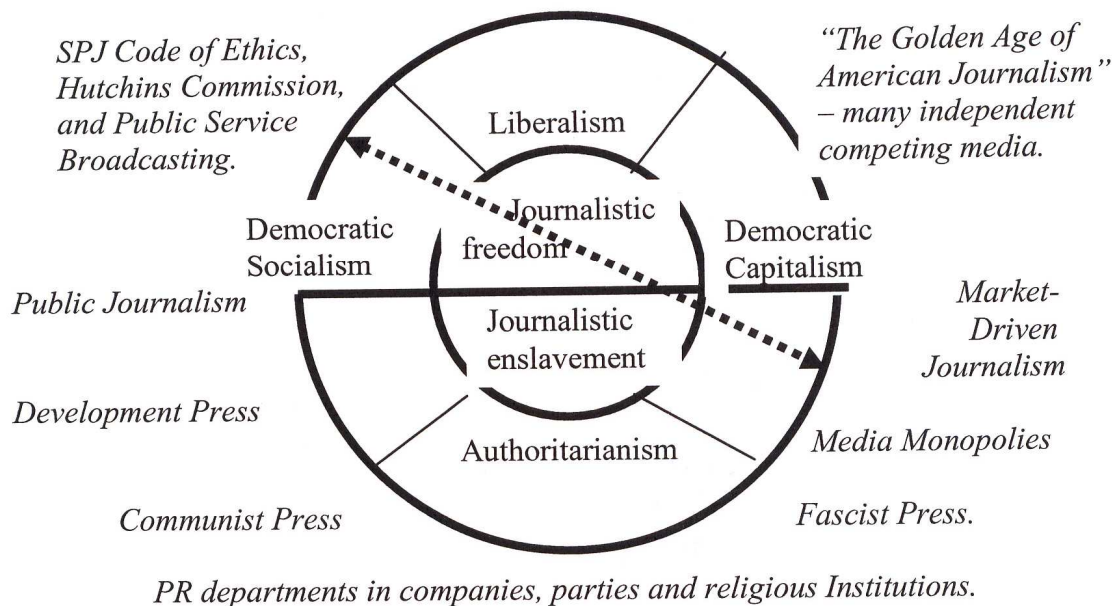 SPJ Code of Ethics,
Hutchins Commission,
and Public Service
Broadcasting.
“The Golden Age of
American Journalism”
– many independent
competing media.
Liberalism
Journalistic
freedom
Democratic
Socialism
Democratic
Capitalism
Public Journalism
Market-
Driven
Journalism
Journalistic
enslavement
Development Press
Authoritarianism
Media Monopolies
Communist Press
Fascist Press.
PR departments in companies, parties and religious Institutions.